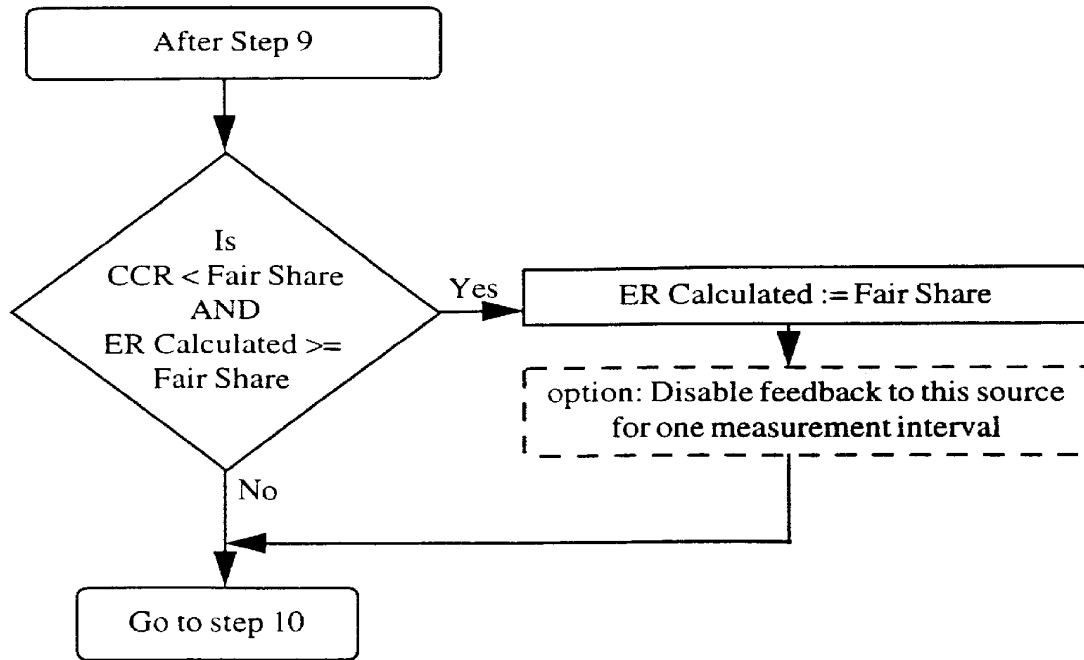 After Step 9
Is
CCR < Fair Share
AND
ER Calculated >=
Fair Share
Yes
ER Calculated := Fair Share
option: Disable feedback to this source
for one measurement interval
No
Go to step 10